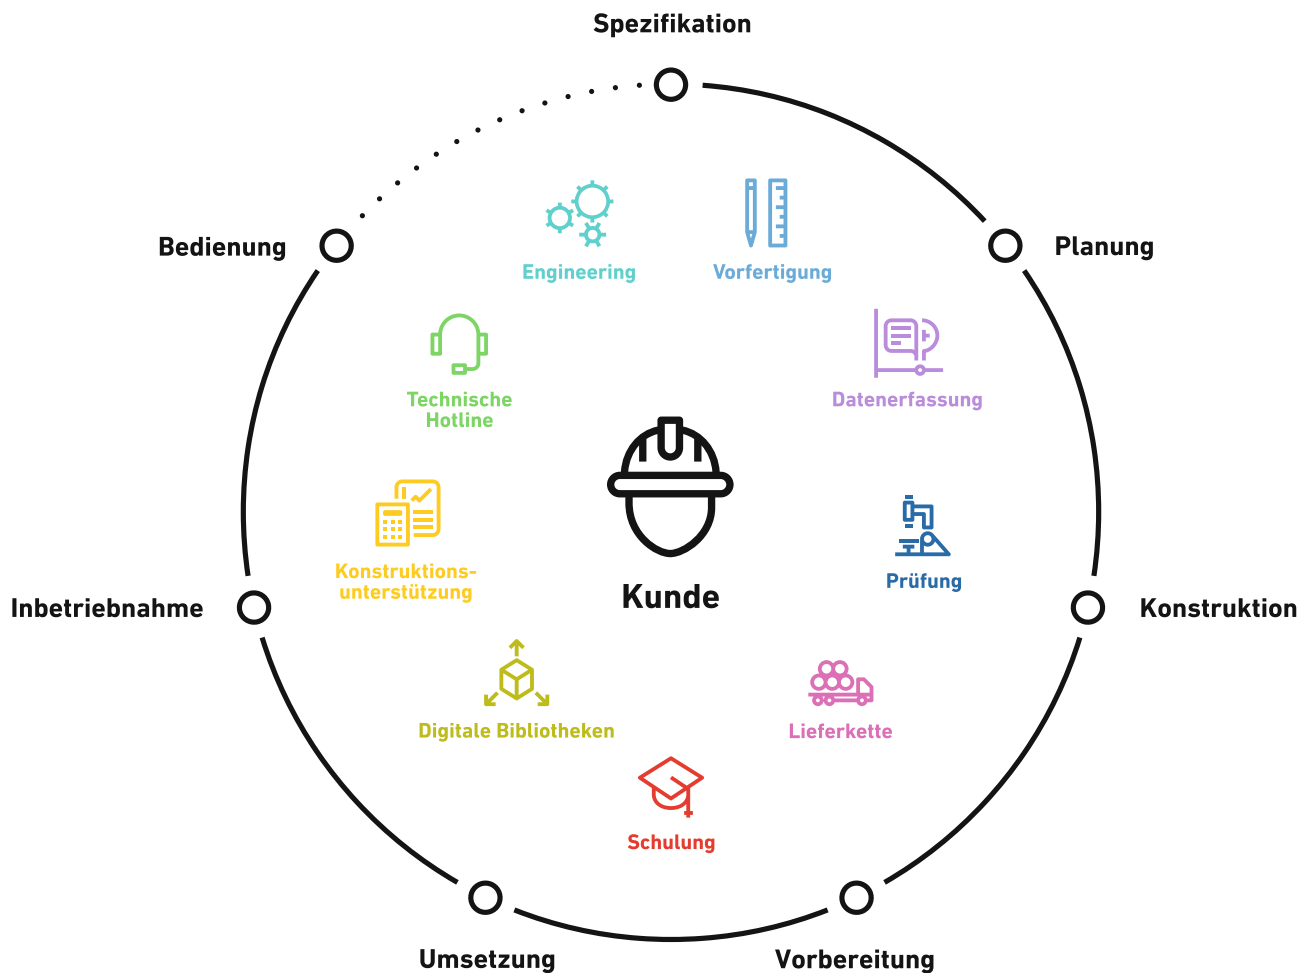 Spezifikation
Bedienung
Planung
Engineering
Vorfertigung
Technische
Hotline
Datenerfassung
Konstruktions-
unterstützung
Prüfung
Kunde
Inbetriebnahme
Konstruktion
Digitale Bibliotheken
Lieferkette
Schulung
Umsetzung
Vorbereitung